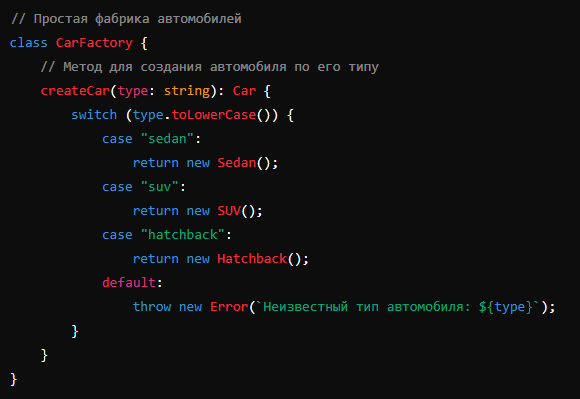 // Простая фабрика автомобилей
class CarFactory {
    // Метод для создания автомобиля по его типу
    createCar(type: string): Car {
        switch (type.toLowerCase()) {
            case "sedan":
                return new Sedan();
            case "suv":
                return new SUV();
            case "hatchback":
                return new Hatchback();
            default:
                throw new Error(`Неизвестный тип автомобиля: ${type}`);
        }
    }
}